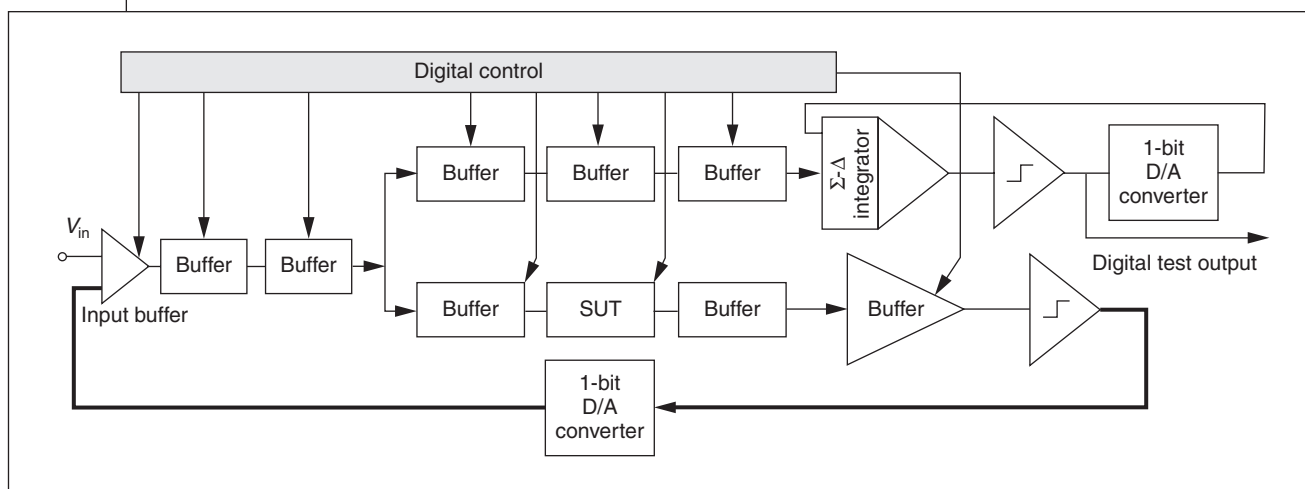 Digital control
Buffer
Buffer
Buffer
Σ-Δ
integrator
1-bit
D/A
converter
V in
Buffer
Buffer
Input buffer
Digital test output
Buffer
SUT
Buffer
Buffer
1-bit
D/A
converter